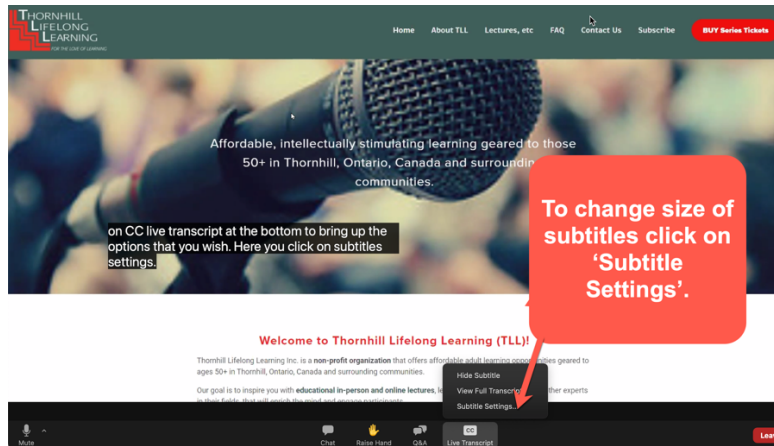 THORNHILL
LIFELONG
LEARNING
FOR THE LOVE OF LEARNING
Home About TLL Lectures, etc FAQ Contact Us Subscribe BUY Series Tickets
Affordable, intellectually stimulating learning geared to those
50+ in Thornhill, Ontario, Canada and surroundin
communities.
on CC live transcript at the bottom to bring up the
options that you wish. Here you click on subtitles
settings.
To change size of
subtitles click on
‘Subtitle
Settings’.
Welcome to Thornhill Lifelong Learning (TLL)!
Thornhill Lifelong Learning Inc. is a non-profit organization that offers affordable adult learning opportunities geared to
ages 50+ in Thornhill, Ontario, Canada and surrounding communities.
Our goal is to inspire you with educational in-person and online lectures, le ther experts
in their fields, that will enrich the mind and engage participants.
Hide Subtitle
View Full Transcrip
Subtitle Settings...
Mute
Chat
Raise Hand
Q&A
CC
Live Transcript
Lea